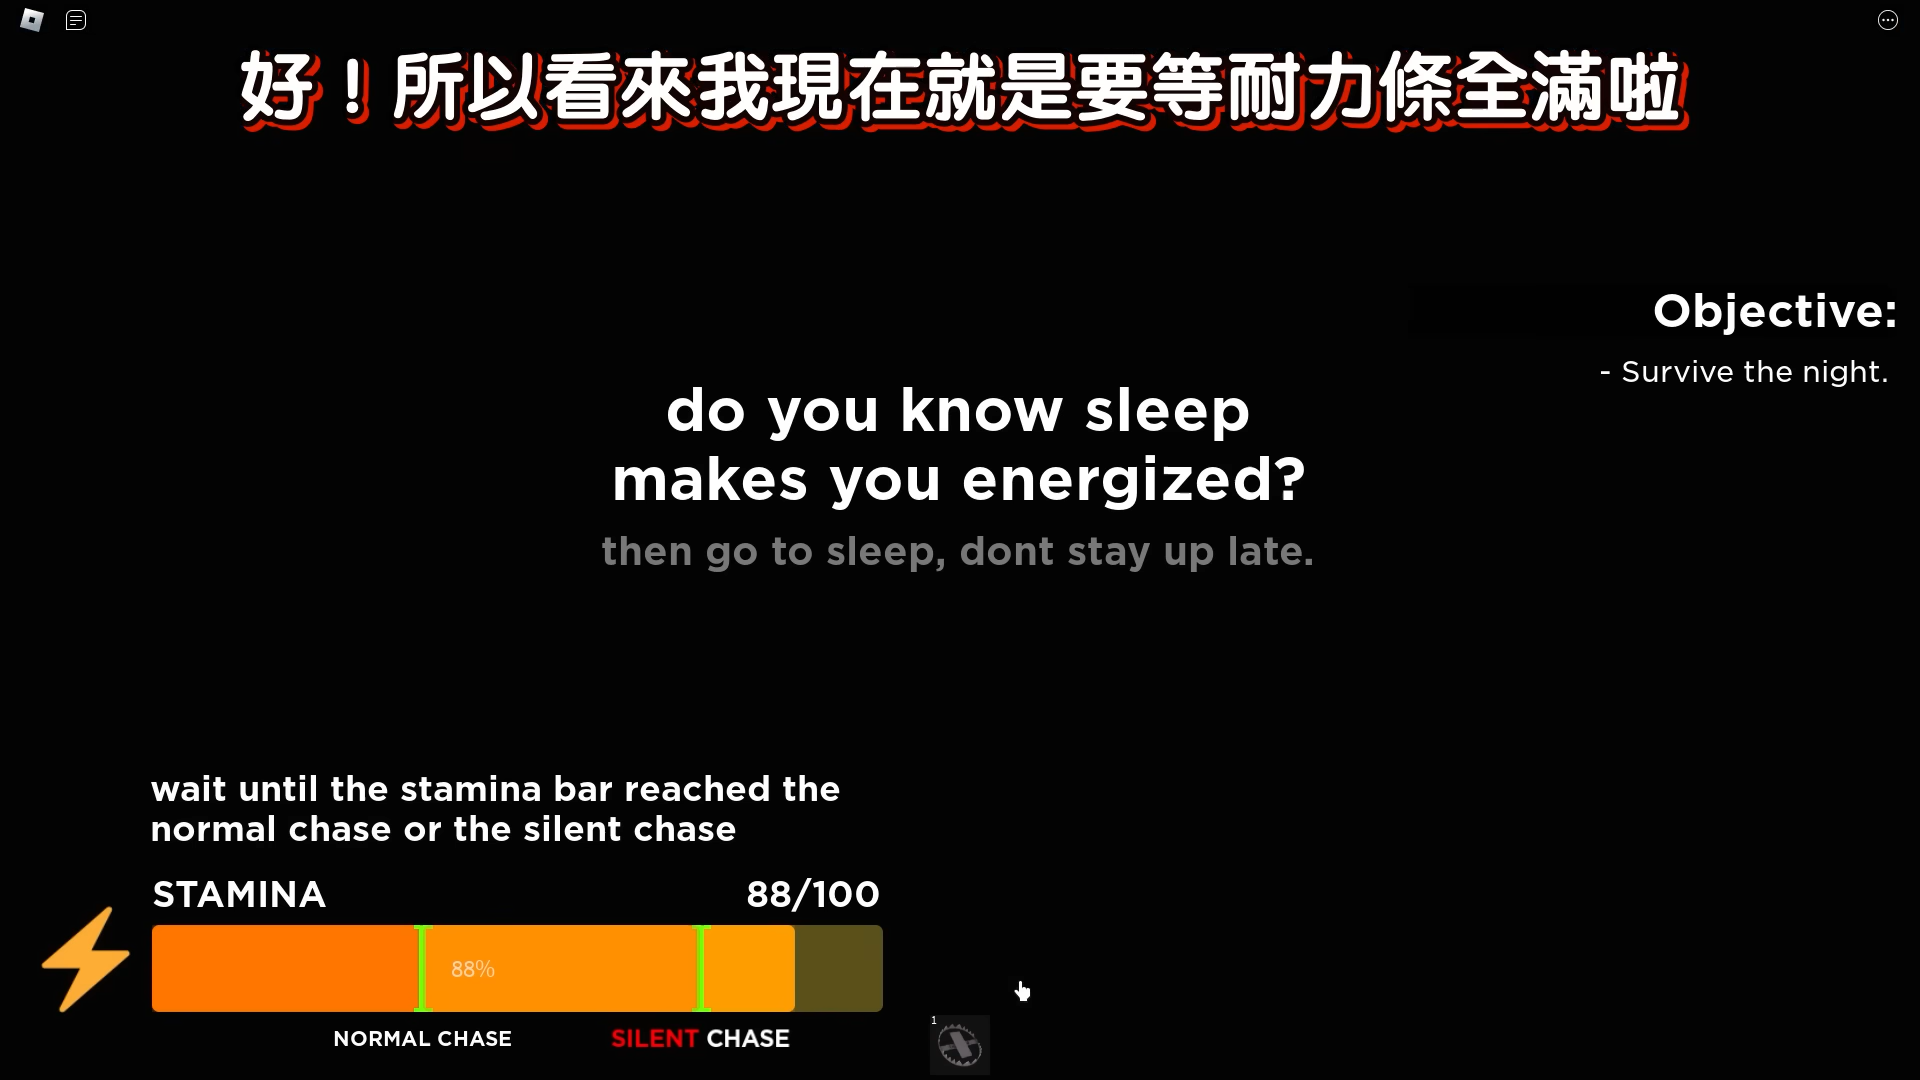 好！所以看來我現在就是要等耐力條全滿啦
Objective:
- Survive the night.
do you know sleep
makes you energized?
then go to sleep, dont stay up late.
wait until the stamina bar reached the
normal chase or the silent chase
STAMINA 88/100
88%
NORMAL CHASE SILENT CHASE
1